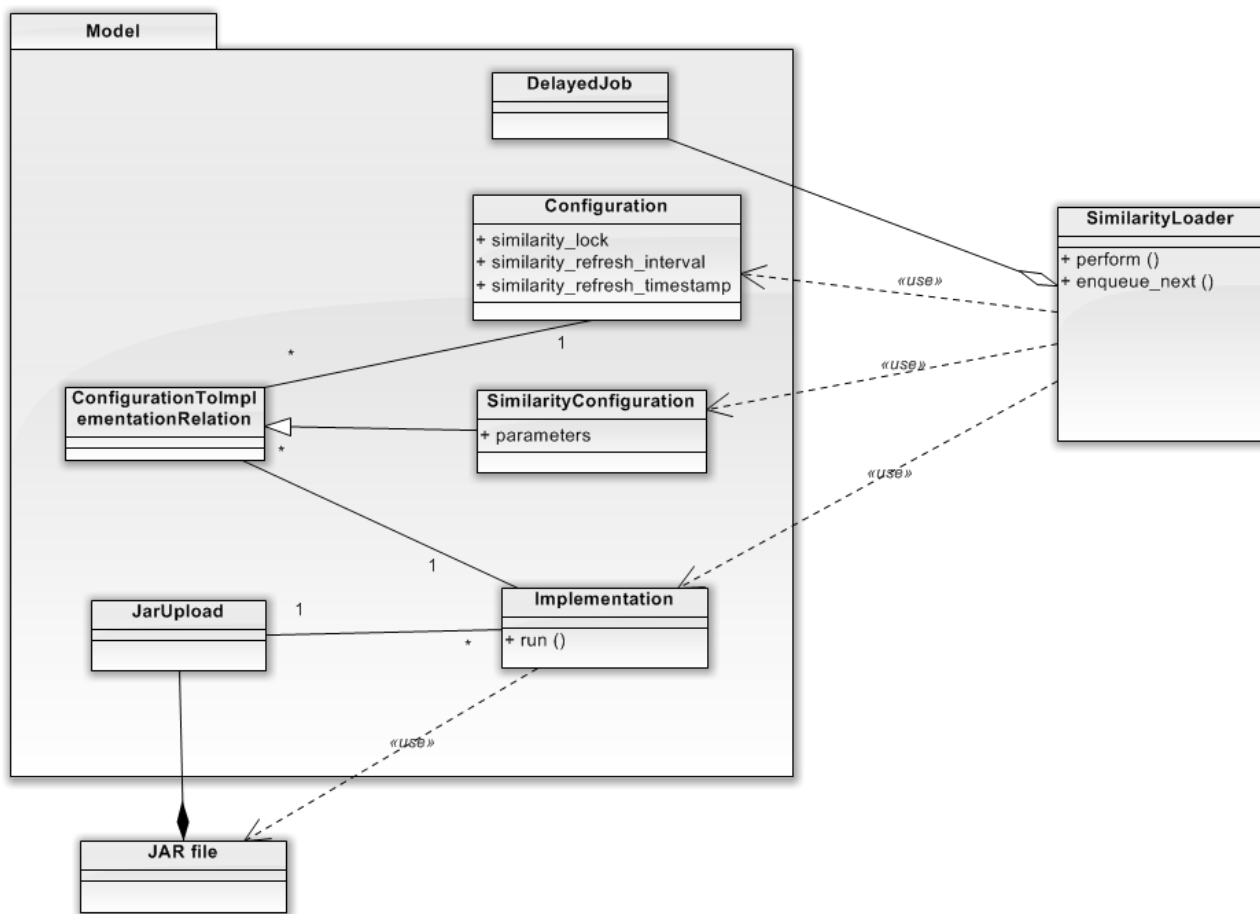 Model
DelayedJob
Configuration
+ similarity_lock
+ similarity_refresh_interval
+ similarity_refresh_timestamp
SimilarityLoader
+ perform ()
+ enqueue_next ()
«use»
*
1
«use»
ConfigurationToImpl
ementationRelation
SimilarityConfiguration
+ parameters
*
«use»
1
Implementation
+ run ()
JarUpload
1
*
«use»
JAR file